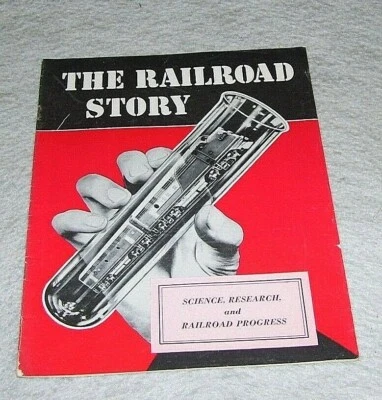 THE RAILROAD
STORY
SCIENCE, RESEARCH,
and
RAILROAD PROGRESS